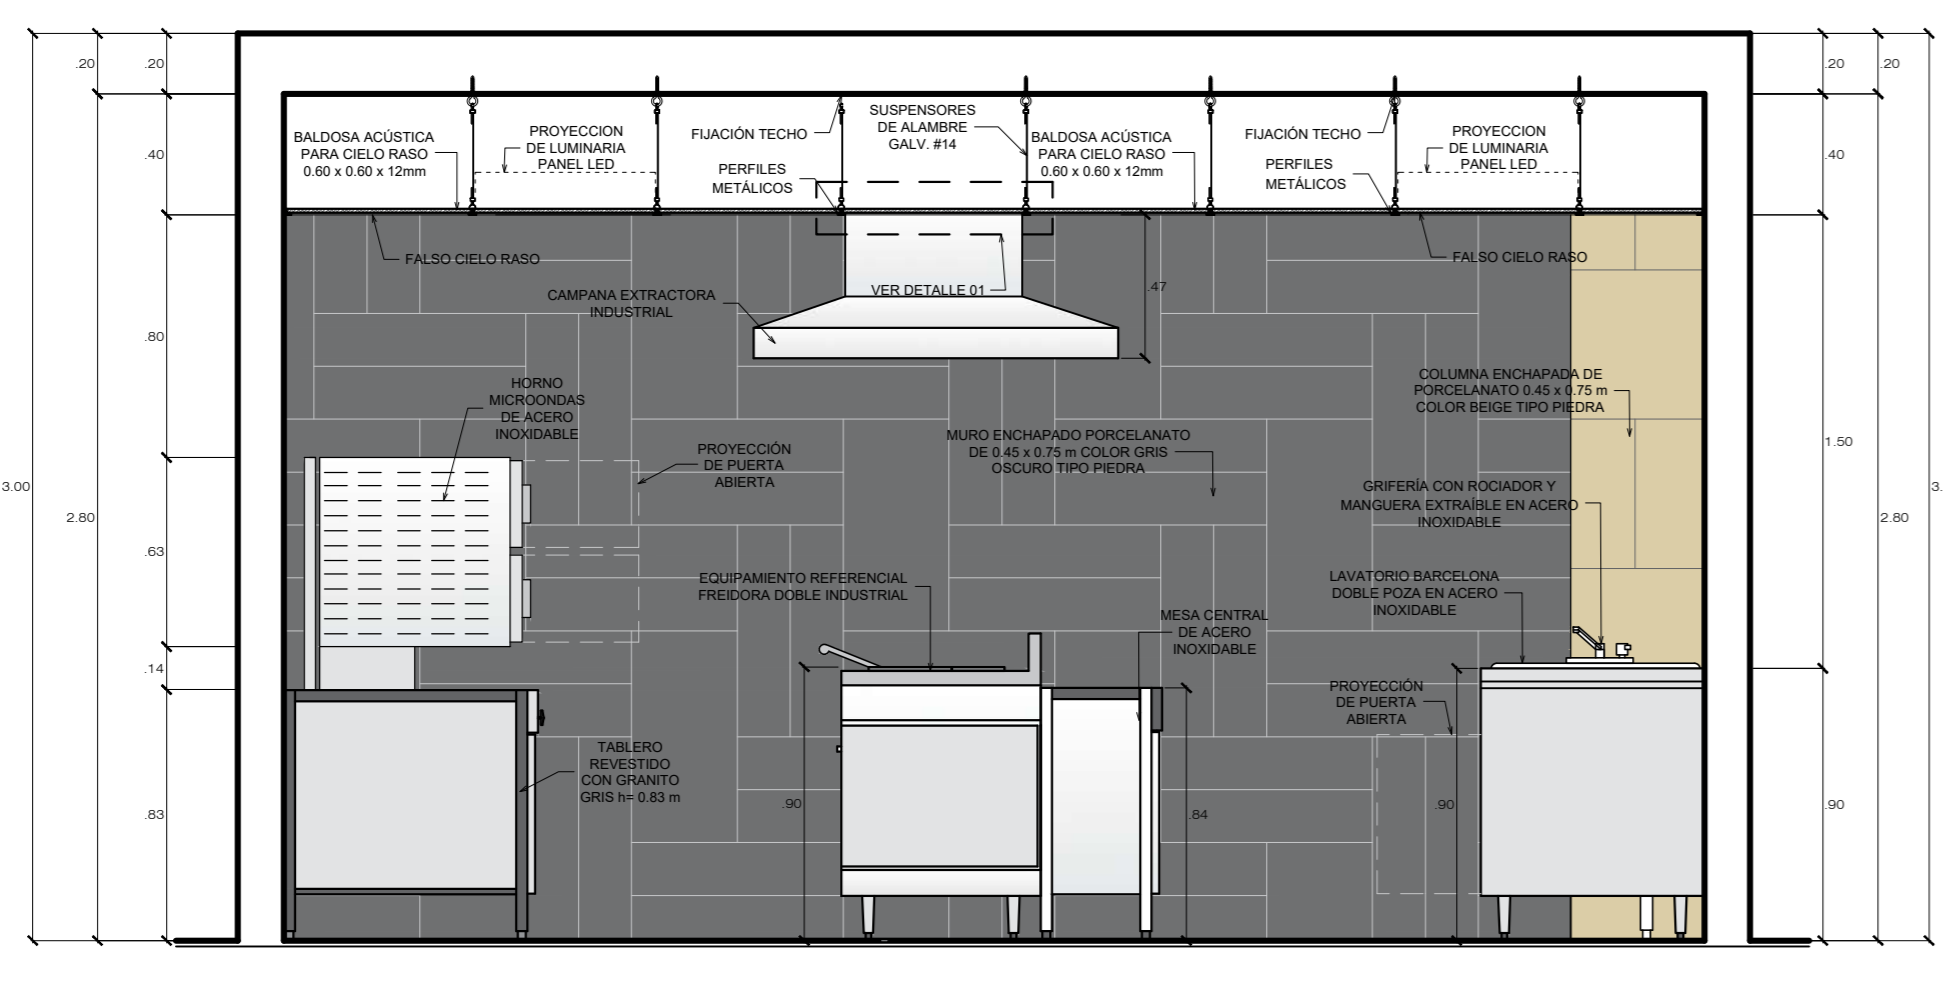 .20
.20
.20
.20
BALDOSA ACÚSTICA
PARA CIELO RASO
0.60 x 0.60 x 12mm
PROYECCION
DE LUMINARIA
PANEL LED
FIJACIÓN TECHO
PERFILES
METÁLICOS
SUSPENSORES
DE ALAMBRE
GALV. #14
BALDOSA ACÚSTICA
PARA CIELO RASO
0.60 x 0.60 x 12mm
FIJACIÓN TECHO
PERFILES
METÁLICOS
PROYECCION
DE LUMINARIA
PANEL LED
.40
.40
FALSO CIELO RASO
FALSO CIELO RASO
VER DETALLE 01
CAMPANA EXTRACTORA
INDUSTRIAL
.47
.80
HORNO
MICROONDAS
DE ACERO
INOXIDABLE
COLUMNA ENCHAPADA DE
PORCELANATO 0.45 x 0.75 m
COLOR BEIGE TIPO PIEDRA
PROYECCIÓN
DE PUERTA
ABIERTA
MURO ENCHAPADO PORCELANATO
DE 0.45 x 0.75 m COLOR GRIS
OSCURO TIPO PIEDRA
1.50
GRIFERÍA CON ROCIADOR Y
MANGUERA EXTRAÍBLE EN ACERO
INOXIDABLE
3.00
2.80
2.80
3.
.63
EQUIPAMIENTO REFERENCIAL
FREIDORA DOBLE INDUSTRIAL
LAVATORIO BARCELONA
DOBLE POZA EN ACERO
INOXIDABLE
MESA CENTRAL
DE ACERO
INOXIDABLE
.14
PROYECCIÓN
DE PUERTA
ABIERTA
TABLERO
REVESTIDO
CON GRANITO
GRIS h= 0.83 m
.83
.90
.84
.90
.90